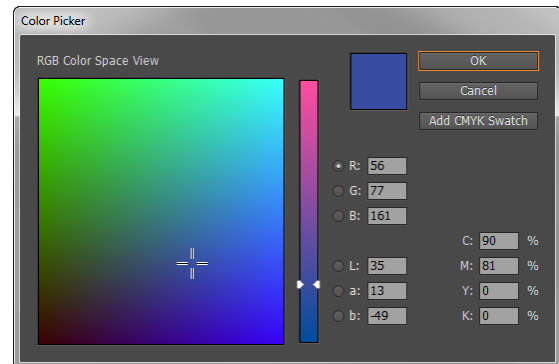 Color Picker
RGB Color Space View
OK
Cancel
Add CMYK Swatch
R: 56
G: 77
B: 161
L: 35
a: 13
b: -49
C: 90 %
M: 81 %
Y: 0 %
K: 0 %